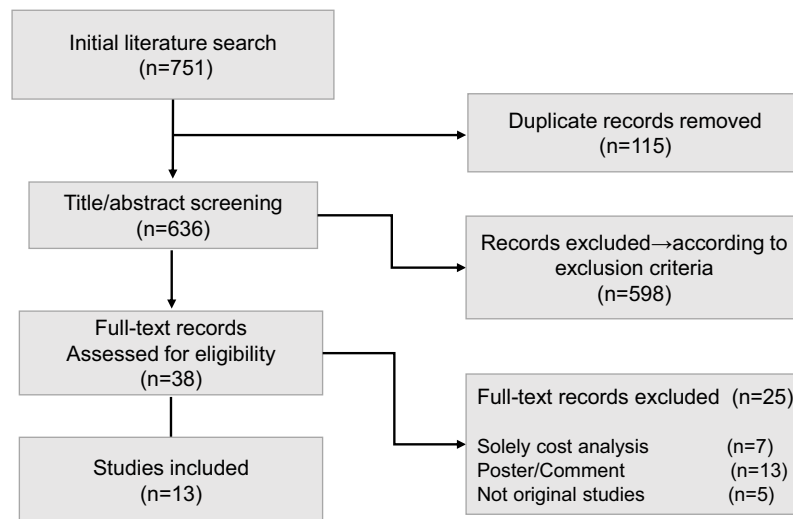 Initial literature search
(n=751)
Duplicate records removed
(n=115)
Title/abstract screening
(n=636)
Records excluded→according to
exclusion criteria
(n=598)
Full-text records
Assessed for eligibility
(n=38)
Full-text records excluded (n=25)
Solely cost analysis (n=7)
Poster/Comment (n=13)
Not original studies (n=5)
Studies included
(n=13)